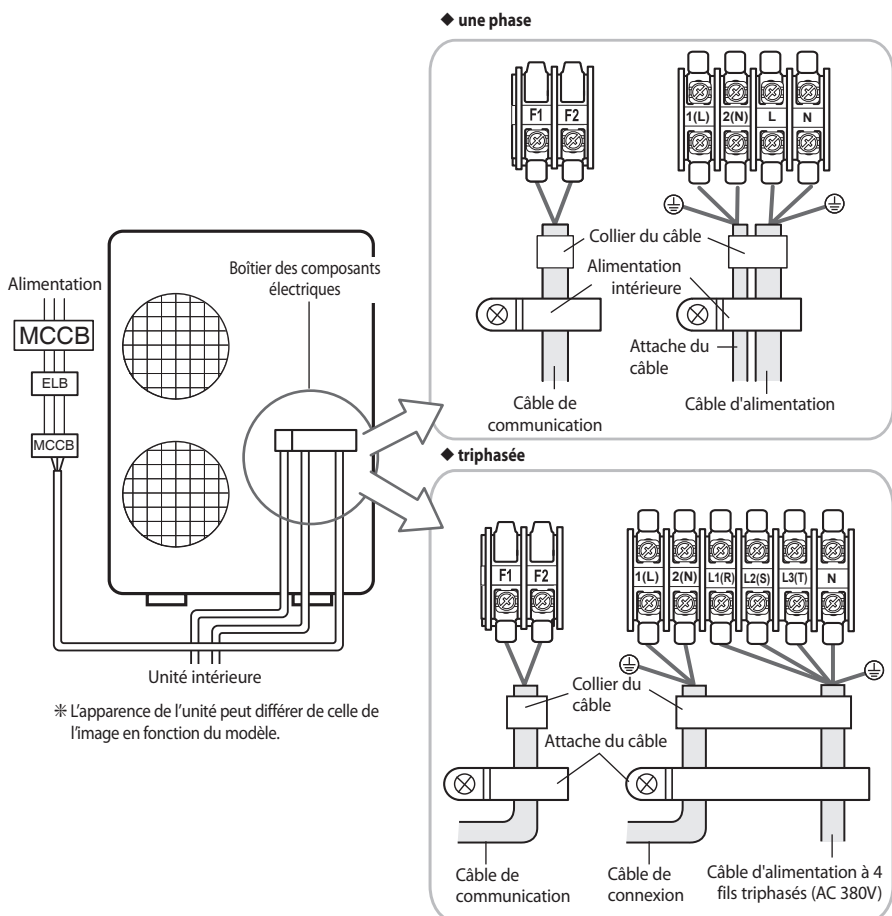 ◆ une phase
F1 F2
1(L) 2(N) L N
Collier du câble
Alimentation
intérieure
Attache du
câble
Câble de
communication
Câble d'alimentation
Alimentation
MCCB
ELB
MCCB
Boîtier des composants
électriques
Unité intérieure
✳ L'apparence de l'unité peut différer de celle de
l'image en fonction du modèle.
◆ triphasée
F1 F2
1(L) 2(N) L1(R) L2(S) L3(T) N
Collier du
câble
Attache du câble
Câble de
communication
Câble de
connexion
Câble d'alimentation à 4
fils triphasés (AC 380V)